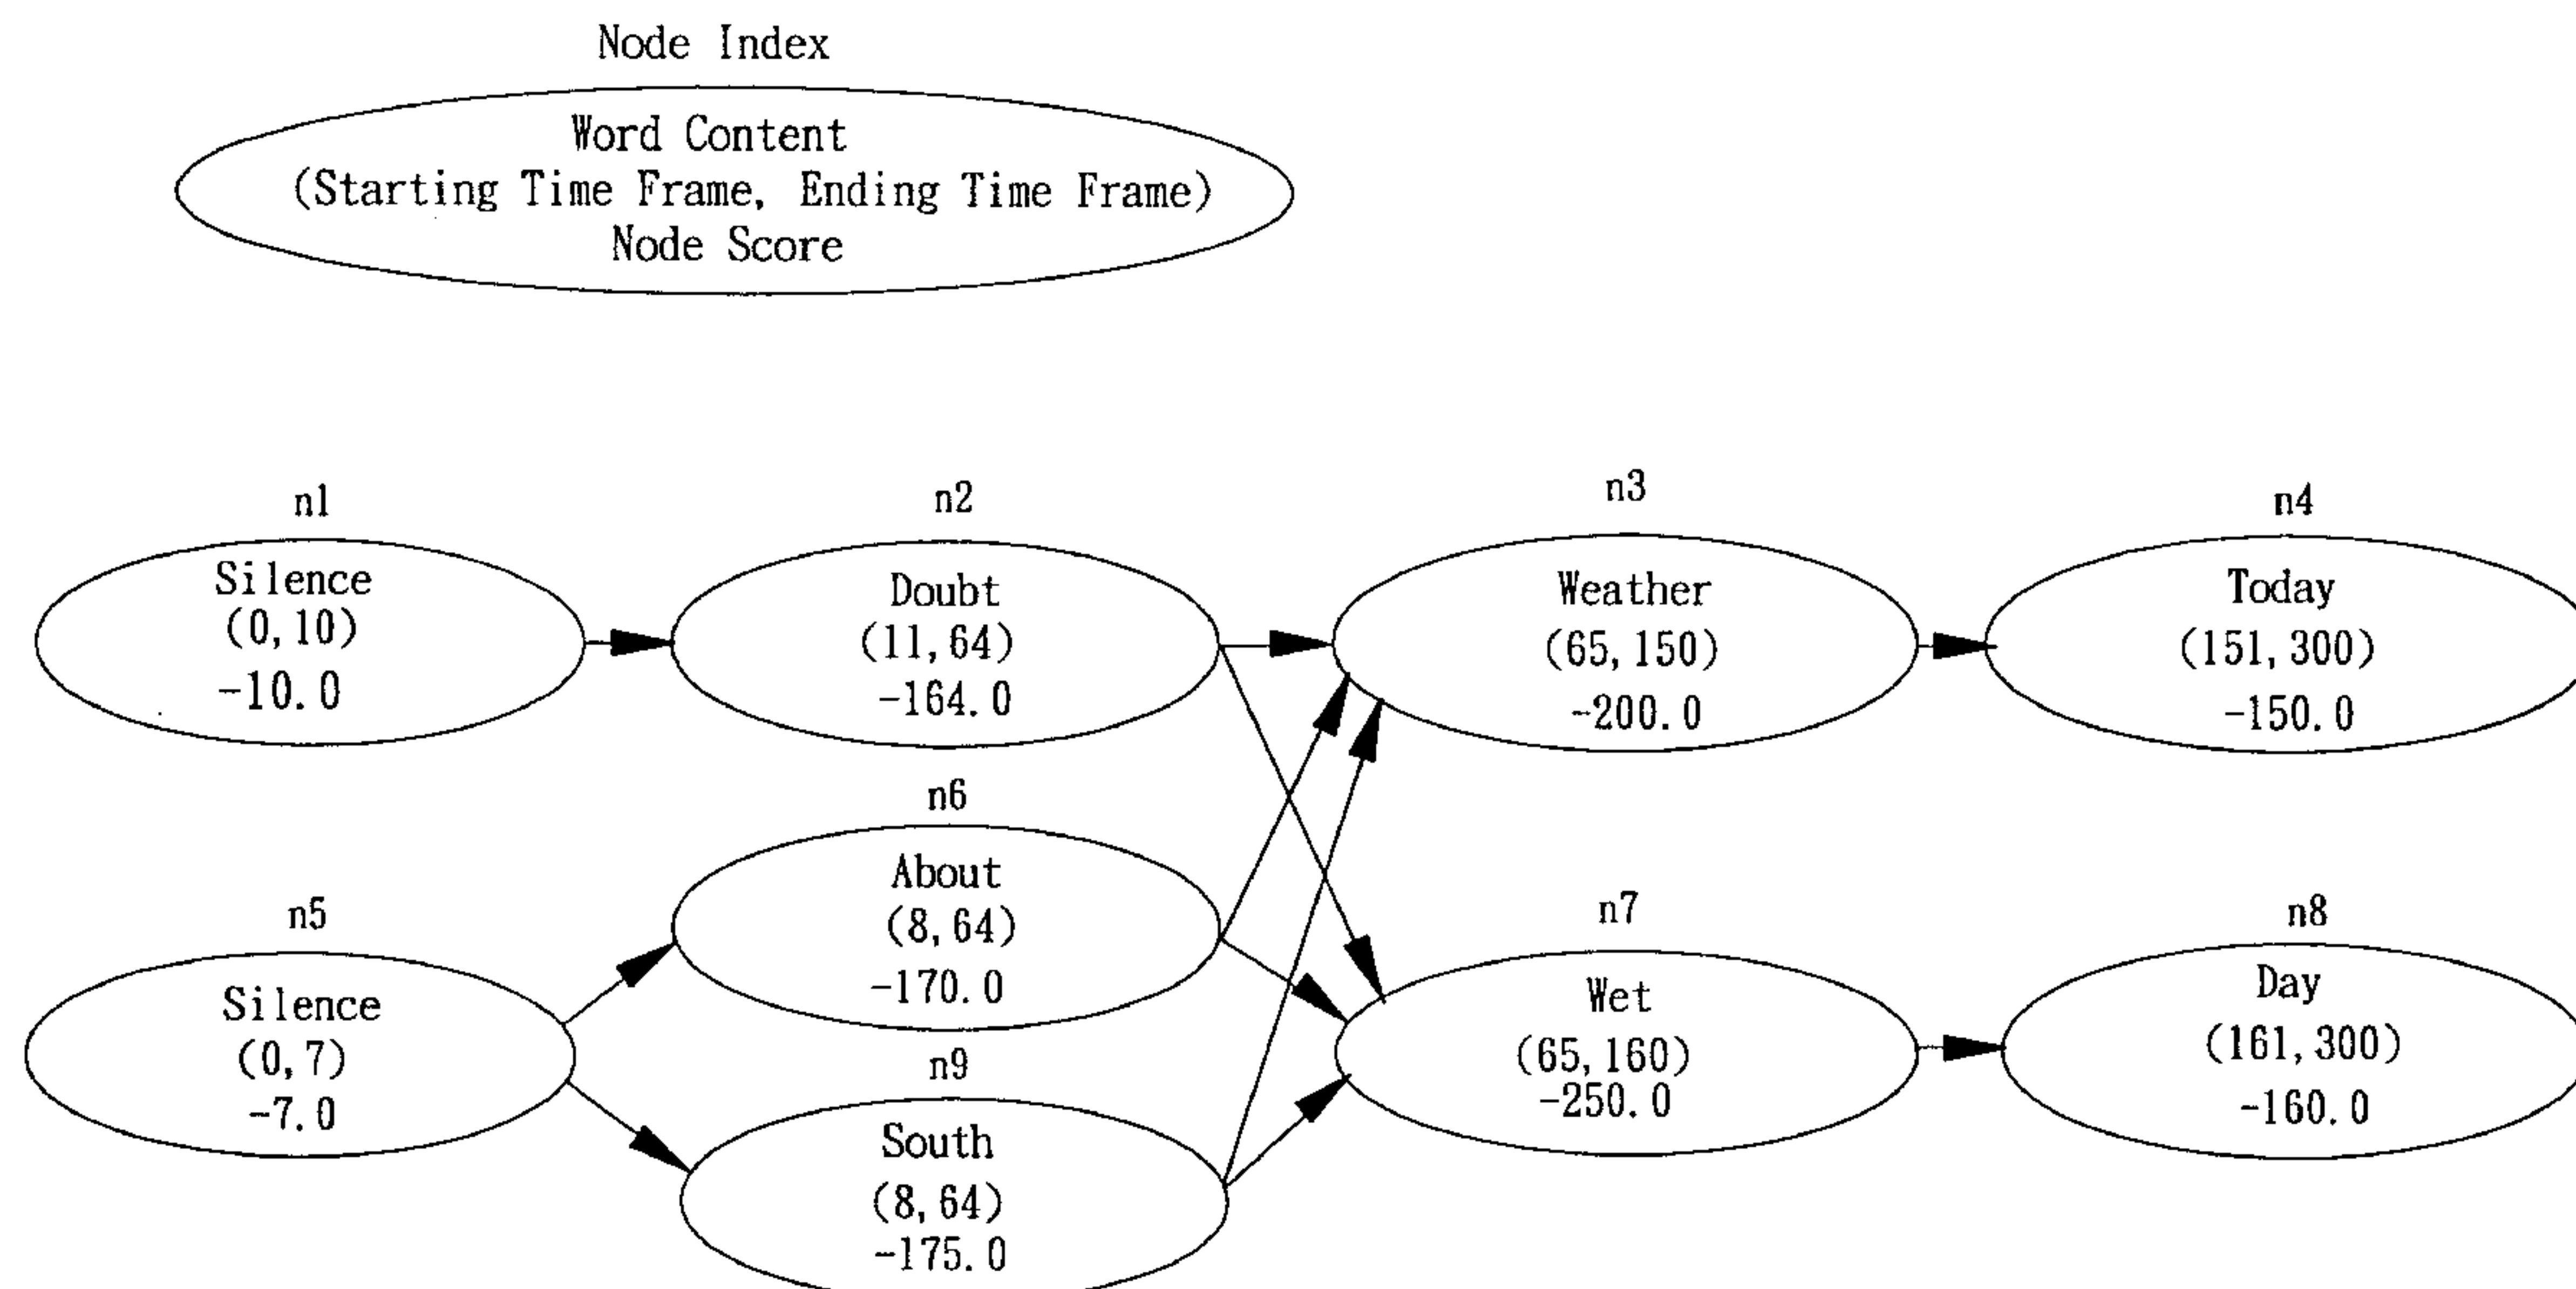 Node Index
Word Content
(Starting Time Frame, Ending Time Frame)
Node Score
n1
Silence
(0,10)
-10.0
n2
Doubt
(11,64)
-164.0
n3
Weather
(65,150)
-200.0
n4
Today
(151,300)
-150.0
n6
About
(8,64)
-170.0
n5
Silence
(0,7)
-7.0
n9
South
(8,64)
-175.0
n7
Wet
(65,160)
-250.0
n8
Day
(161,300)
-160.0